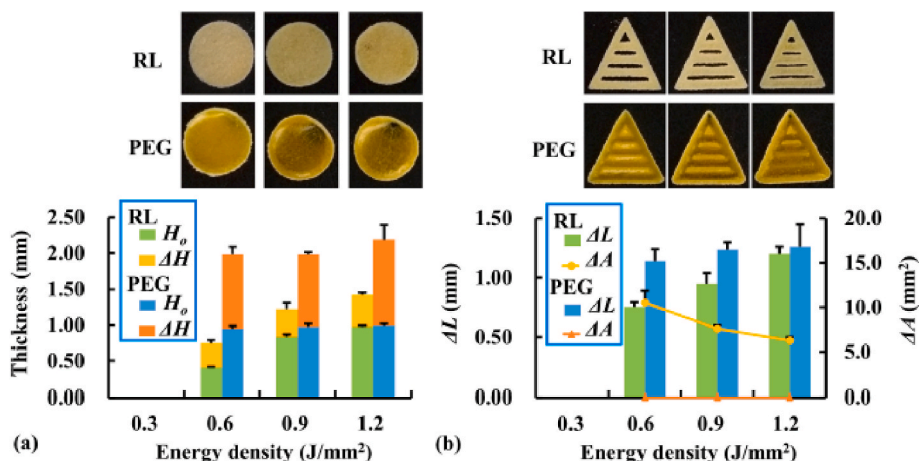 RL
PEG
2.50
2.00
1.50
1.00
0.50
0.00
Thickness (mm)
RL
Hₒ
ΔH
PEG
Hₒ
ΔH
0.3
0.6
0.9
1.2
(a)
Energy density (J/mm²)
RL
PEG
1.50
1.00
0.50
0.00
ΔL (mm)
RL
ΔL
ΔA
PEG
ΔL
ΔA
20.0
15.0
10.0
5.0
0.0
ΔA (mm²)
0.3
0.6
0.9
1.2
(b)
Energy density (J/mm²)